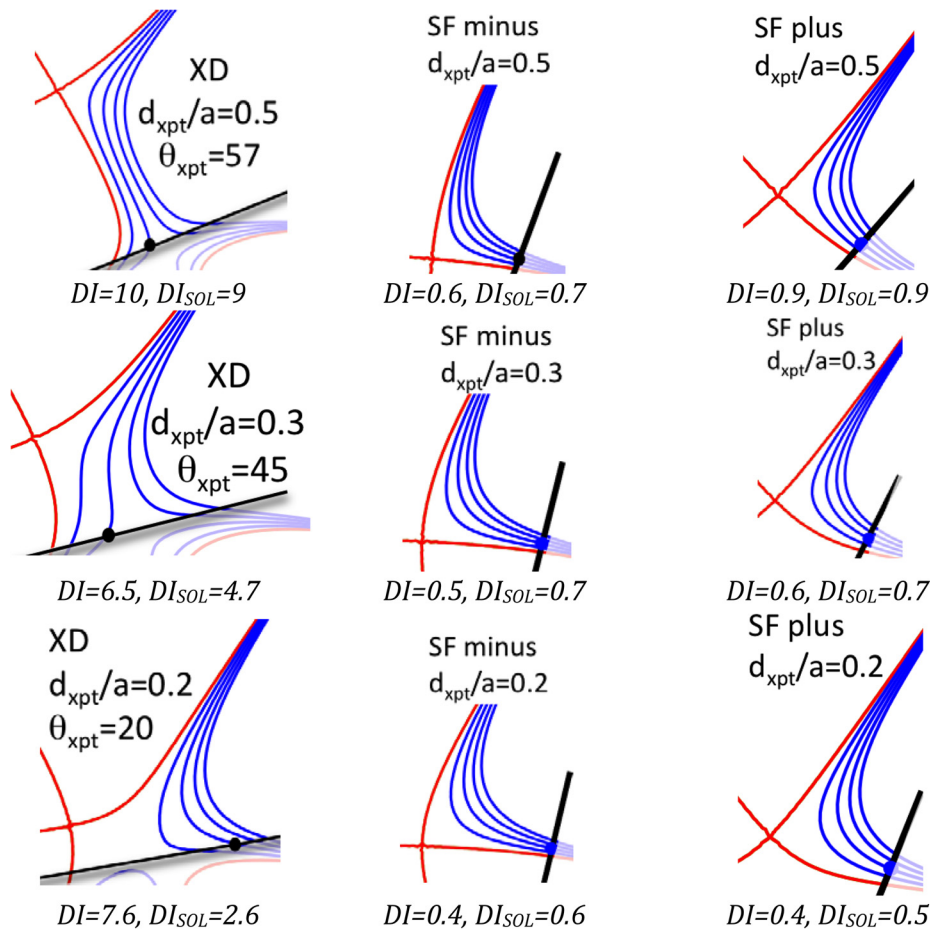 XD
d_xpt/a=0.5
θ_xpt=57
SF minus
d_xpt/a=0.5
SF plus
d_xpt/a=0.5
DI=10, DI_SOL=9
DI=0.6, DI_SOL=0.7
DI=0.9, DI_SOL=0.9
XD
d_xpt/a=0.3
θ_xpt=45
SF minus
d_xpt/a=0.3
SF plus
d_xpt/a=0.3
DI=6.5, DI_SOL=4.7
DI=0.5, DI_SOL=0.7
DI=0.6, DI_SOL=0.7
XD
d_xpt/a=0.2
θ_xpt=20
SF minus
d_xpt/a=0.2
SF plus
d_xpt/a=0.2
DI=7.6, DI_SOL=2.6
DI=0.4, DI_SOL=0.6
DI=0.4, DI_SOL=0.5